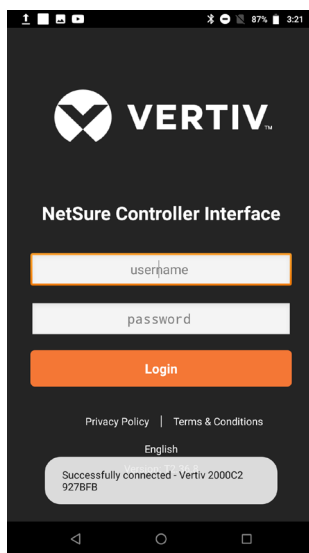 87% 3:21
VERTIV™
NetSure Controller Interface
username
password
Login
Privacy Policy | Terms & Conditions
English
Successfully connected - Vertiv 2000C2
927BFB